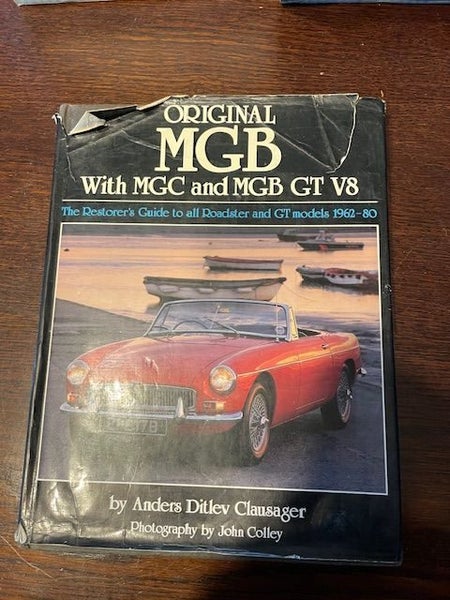 ORIGINAL
MGB
With MGC and MGB GT V8
The Restorer's Guide to all Roadster and GT models 1962-80
by Anders Ditlev Clausager
Photography by John Colley